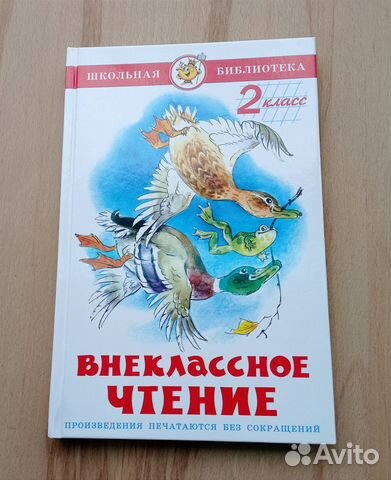 ШКОЛЬНАЯ БИБЛИОТЕКА
2 класс
ВНЕКЛАССНОЕ
ЧТЕНИЕ
ПРОИЗВЕДЕНИЯ ПЕЧАТАЮТСЯ БЕЗ СОКРАЩЕНИЙ
Avito